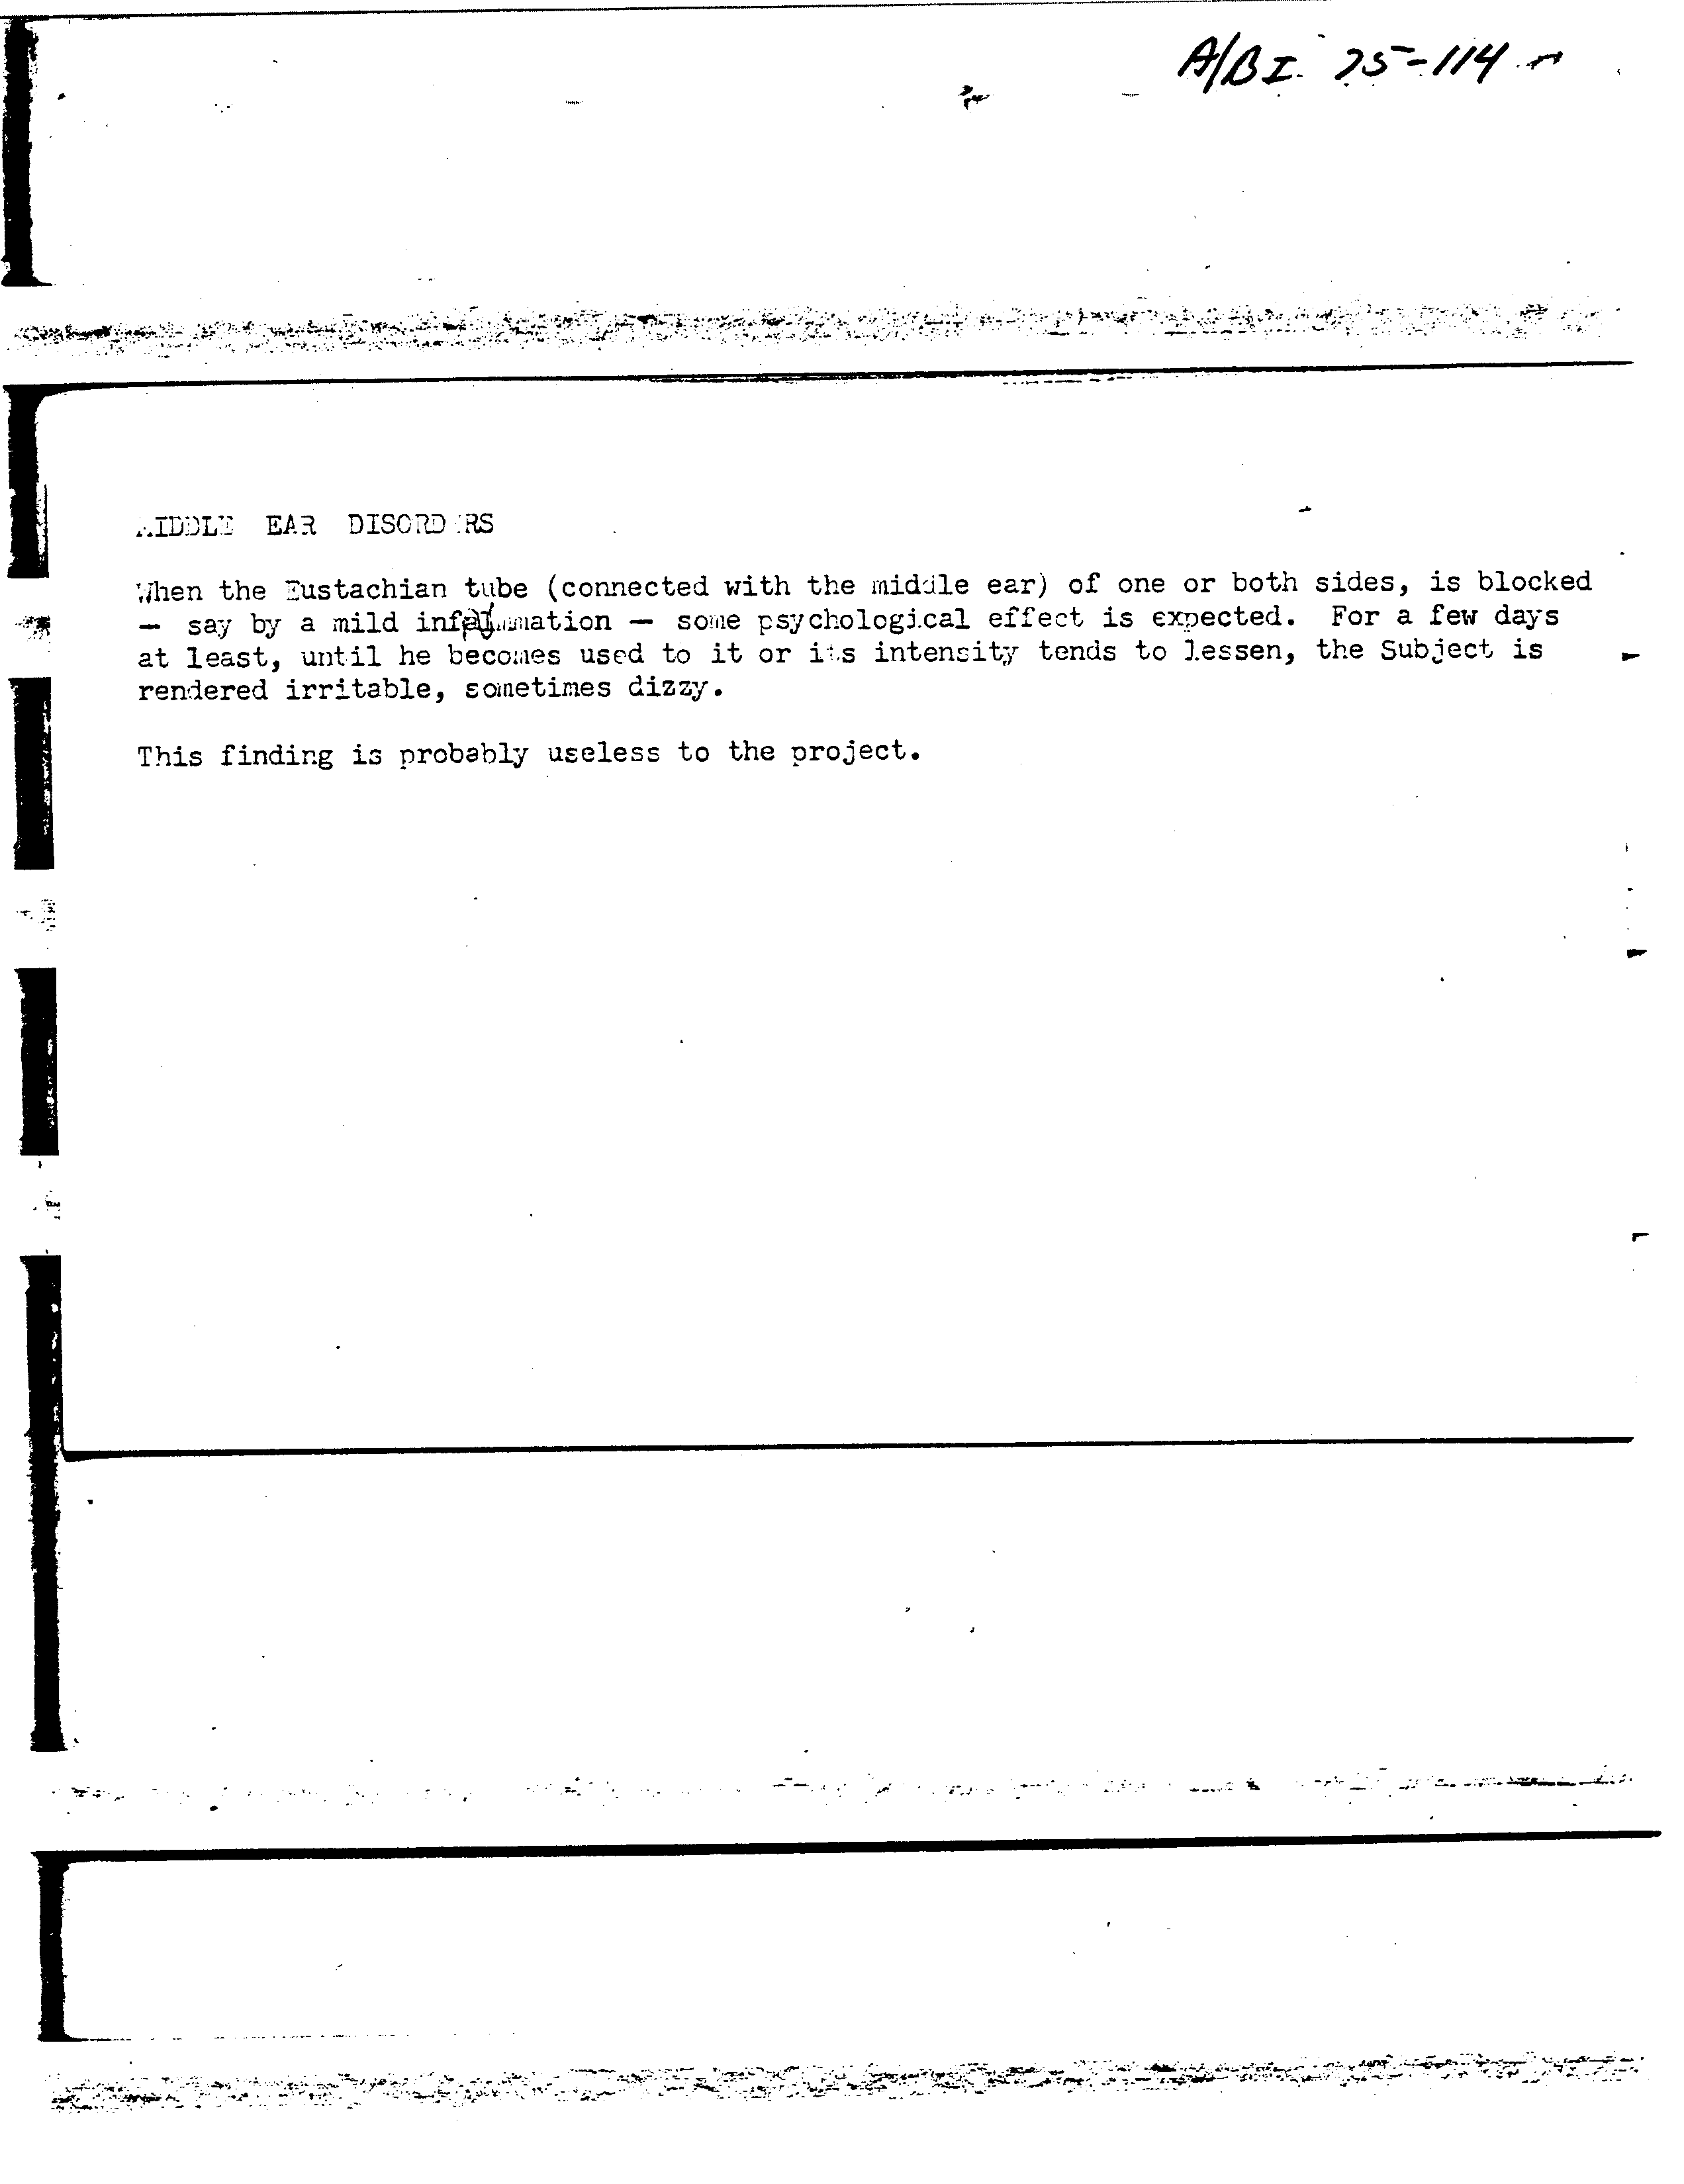 A/B I. 25-114
MIDDLE EAR DISORDERS
When the Eustachian tube (connected with the middle ear) of one or both sides, is blocked
— say by a mild — some psychological effect is expected. For a few days
at least, until he becomes used to it or its intensity tends to lessen, the Subject is
rendered irritable, sometimes dizzy.
This finding is probably useless to the project.